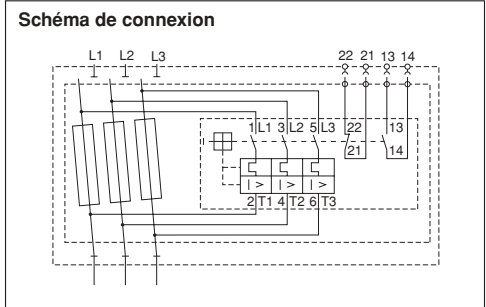 Schéma de connexion
L1 L2 L3 22 21 13 14
1 L1 3 L2 5 L3 22 13
21 14
I > I > I >
2 T1 4 T2 6 T3